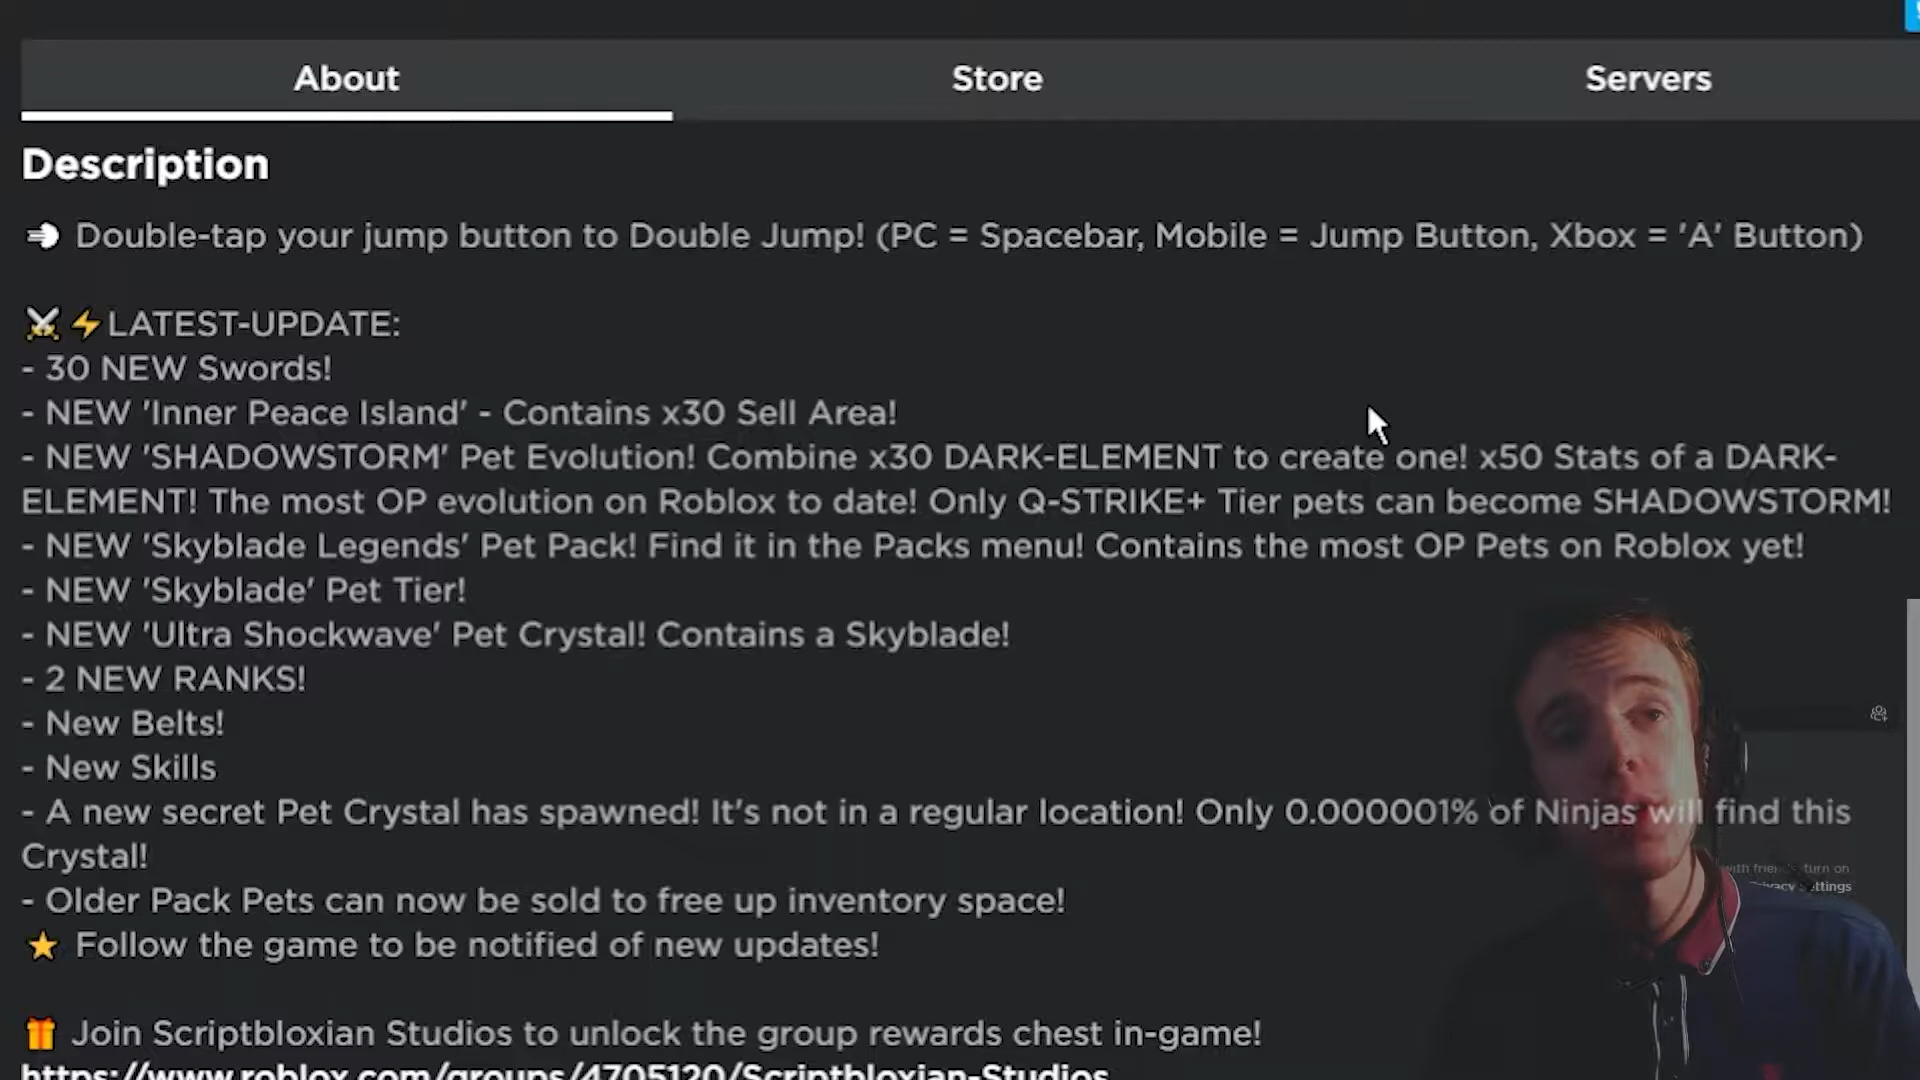 About Store Servers
Description
Double-tap your jump button to Double Jump! (PC = Spacebar, Mobile = Jump Button, Xbox = 'A' Button)
⚔⚡LATEST-UPDATE:
- 30 NEW Swords!
- NEW 'Inner Peace Island' - Contains x30 Sell Area!
- NEW 'SHADOWSTORM' Pet Evolution! Combine x30 DARK-ELEMENT to create one! x50 Stats of a DARK-
ELEMENT! The most OP evolution on Roblox to date! Only Q-STRIKE+ Tier pets can become SHADOWSTORM!
- NEW 'Skyblade Legends' Pet Pack! Find it in the Packs menu! Contains the most OP Pets on Roblox yet!
- NEW 'Skyblade' Pet Tier!
- NEW 'Ultra Shockwave' Pet Crystal! Contains a Skyblade!
- 2 NEW RANKS!
- New Belts!
- New Skills
- A new secret Pet Crystal has spawned! It's not in a regular location! Only 0.000001% of Ninjas will find this
Crystal!
with turn on
Settings
- Older Pack Pets can now be sold to free up inventory space!
⭐ Follow the game to be notified of new updates!
🎁 Join Scriptbloxian Studios to unlock the group rewards chest in-game!
https://www.roblox.com/groups/4705120/Scriptbloxian-Studios